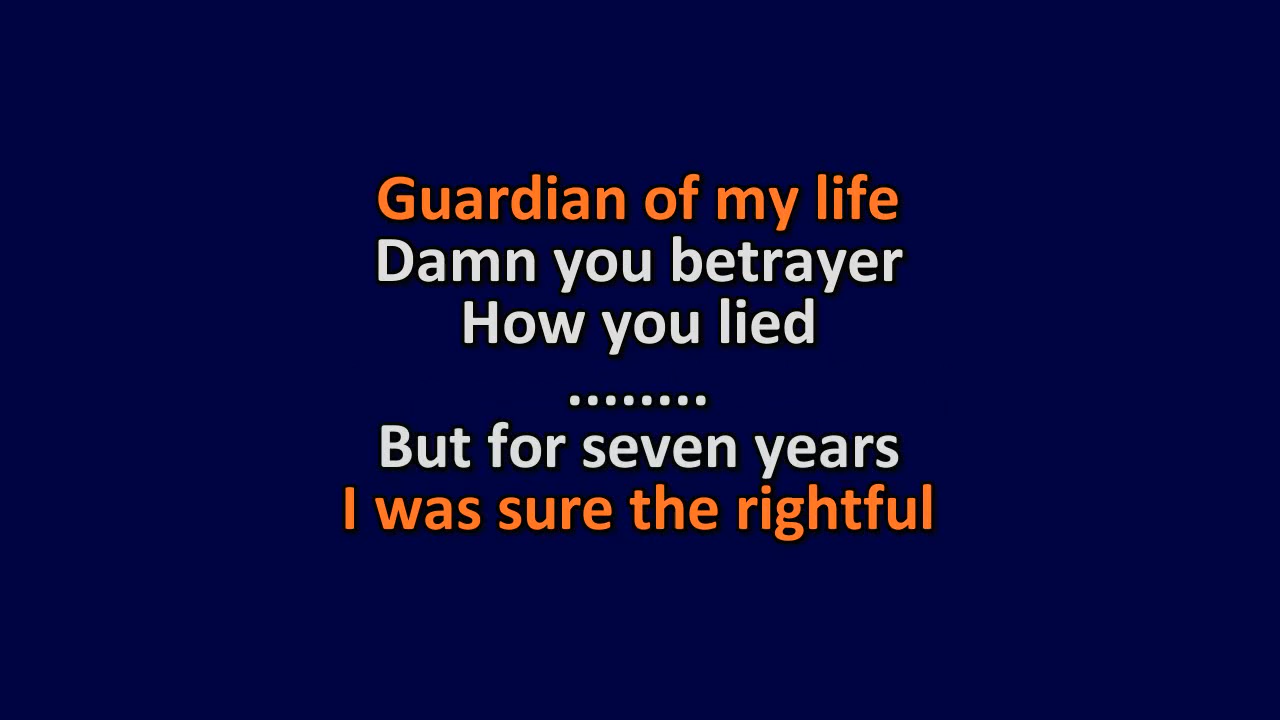 Guardian of my life
Damn you betrayer
How you lied
........
But for seven years
I was sure the rightful